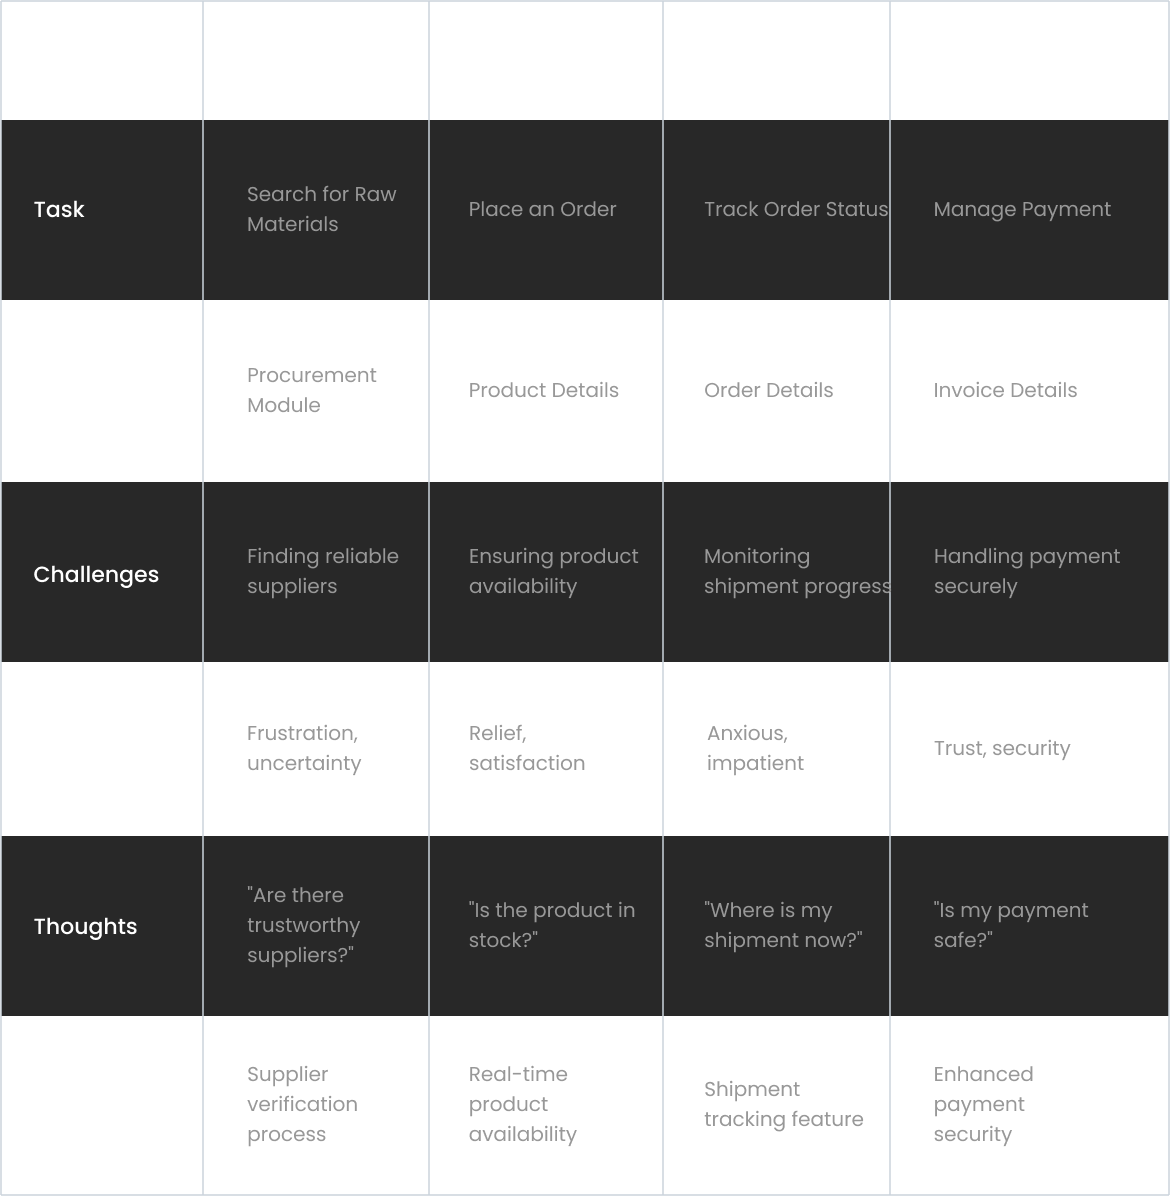 Task
Search for Raw
Materials
Place an Order
Track Order Status
Manage Payment
Procurement
Module
Product Details
Order Details
Invoice Details
Challenges
Finding reliable
suppliers
Ensuring product
availability
Monitoring
shipment progress
Handling payment
securely
Frustration,
uncertainty
Relief,
satisfaction
Anxious,
impatient
Trust, security
Thoughts
"Are there
trustworthy
suppliers?"
"Is the product in
stock?"
"Where is my
shipment now?"
"Is my payment
safe?"
Supplier
verification
process
Real-time
product
availability
Shipment
tracking feature
Enhanced
payment
security